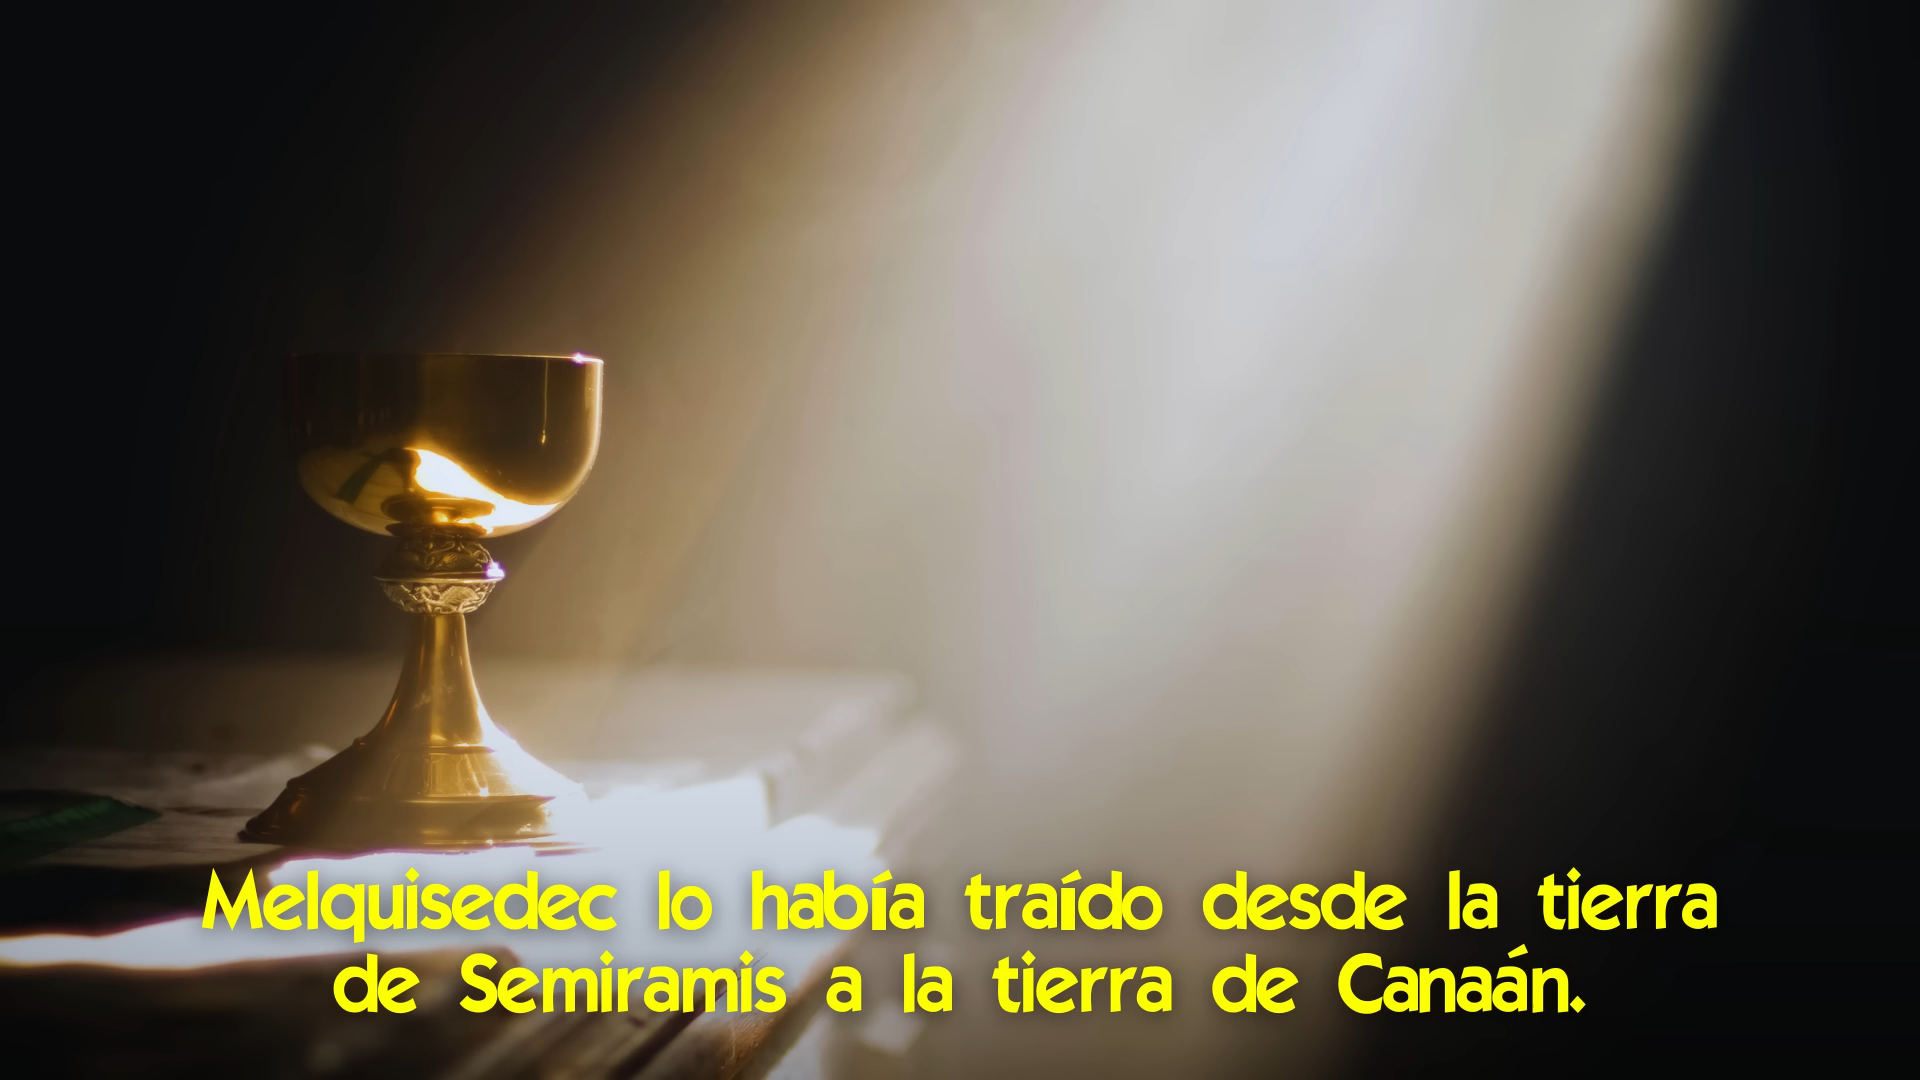 Melquisedec lo había traído desde la tierra
de Semiramis a la tierra de Canaán.